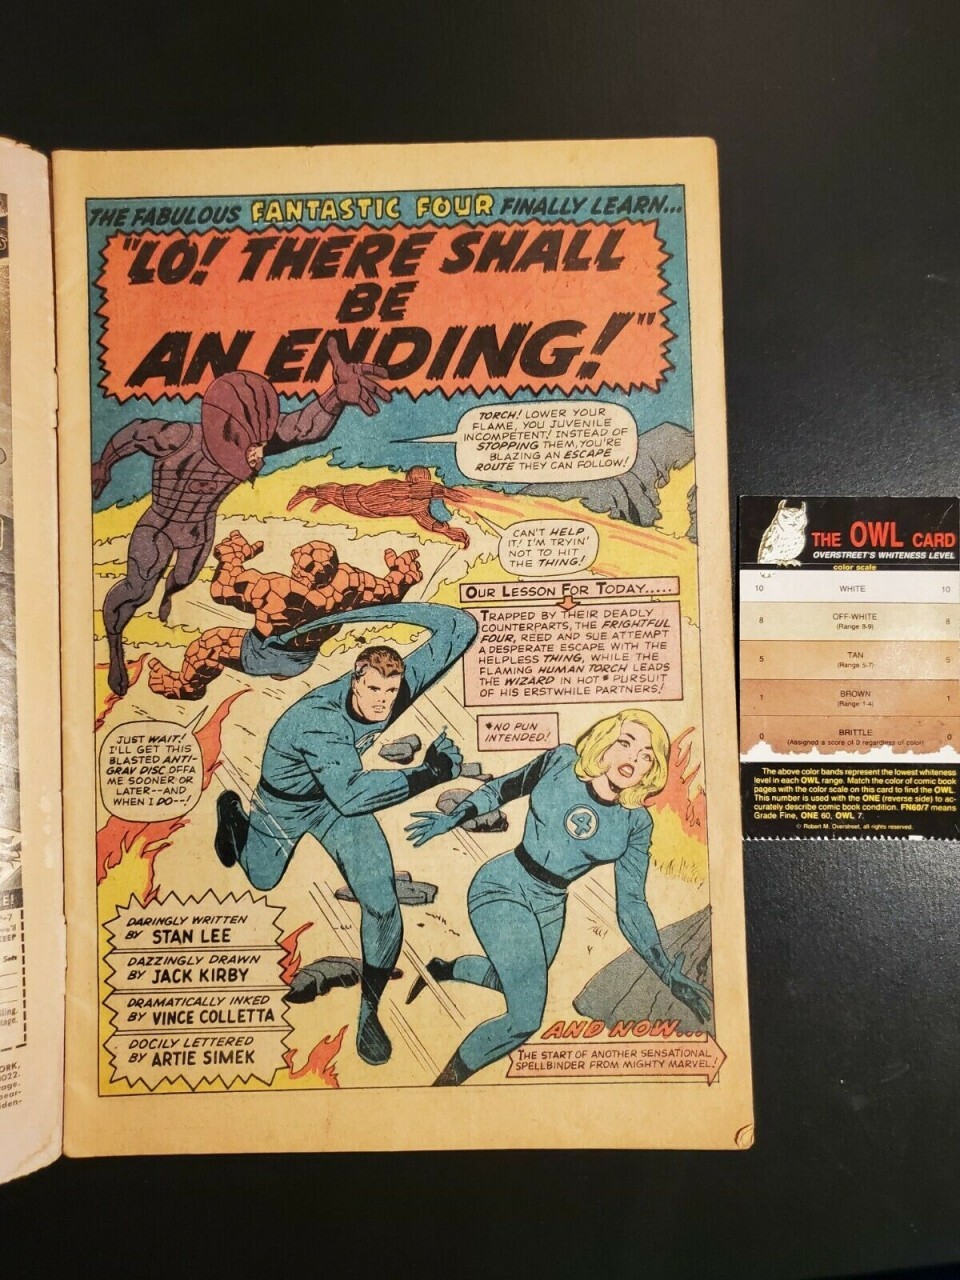 THE FABULOUS FANTASTIC FOUR FINALLY LEARN...
"LO! THERE SHALL
BE
AN ENDING!"
TORCH! LOWER YOUR
FLAME, YOU JUVENILE
INCOMPETENT! INSTEAD OF
STOPPING THEM, YOU'RE
BLAZING AN ESCAPE
ROUTE THEY CAN FOLLOW!
CAN'T HELP
IT! I'M TRYIN'
NOT TO HIT
THE THING!
OUR LESSON FOR TODAY.....
TRAPPED BY THEIR DEADLY
COUNTERPARTS, THE FRIGHTFUL
FOUR, REED AND SUE ATTEMPT
A DESPERATE ESCAPE WITH THE
HELPLESS THING, WHILE THE
FLAMING HUMAN TORCH LEADS
THE WIZARD IN HOT * PURSUIT
OF HIS ERSTWHILE PARTNERS!
*NO PUN
INTENDED!
JUST WAIT!
I'LL GET THIS
BLASTED ANTI-
GRAV DISC OFFA
ME SOONER OR
LATER--AND
WHEN I DO--!
4
DARINGLY WRITTEN
BY STAN LEE
DAZZINGLY DRAWN
BY JACK KIRBY
DRAMATICALLY INKED
BY VINCE COLLETTA
DOCILY LETTERED
BY ARTIE SIMEK
AND NOW...
THE START OF ANOTHER SENSATIONAL
SPELLBINDER FROM MIGHTY MARVEL!
THE OWL CARD
OVERSTREET'S WHITENESS LEVEL
color scale
10 WHITE 10
8 OFF-WHITE 8
(Range 8-9)
5 TAN 5
(Range 5-7)
1 BROWN 1
(Range 1-4)
0 BRITTLE 0
(Assigned a score of 0 regardless of color)
The above color bands represent the lowest whiteness
level in each OWL range. Match the color of comic book
pages with the color scale on this card to find the OWL.
This number is used with the ONE (reverse side) to ac-
curately describe comic book condition. FN60/7 means
Grade Fine, ONE 60, OWL 7.
© Robert M. Overstreet, all rights reserved.